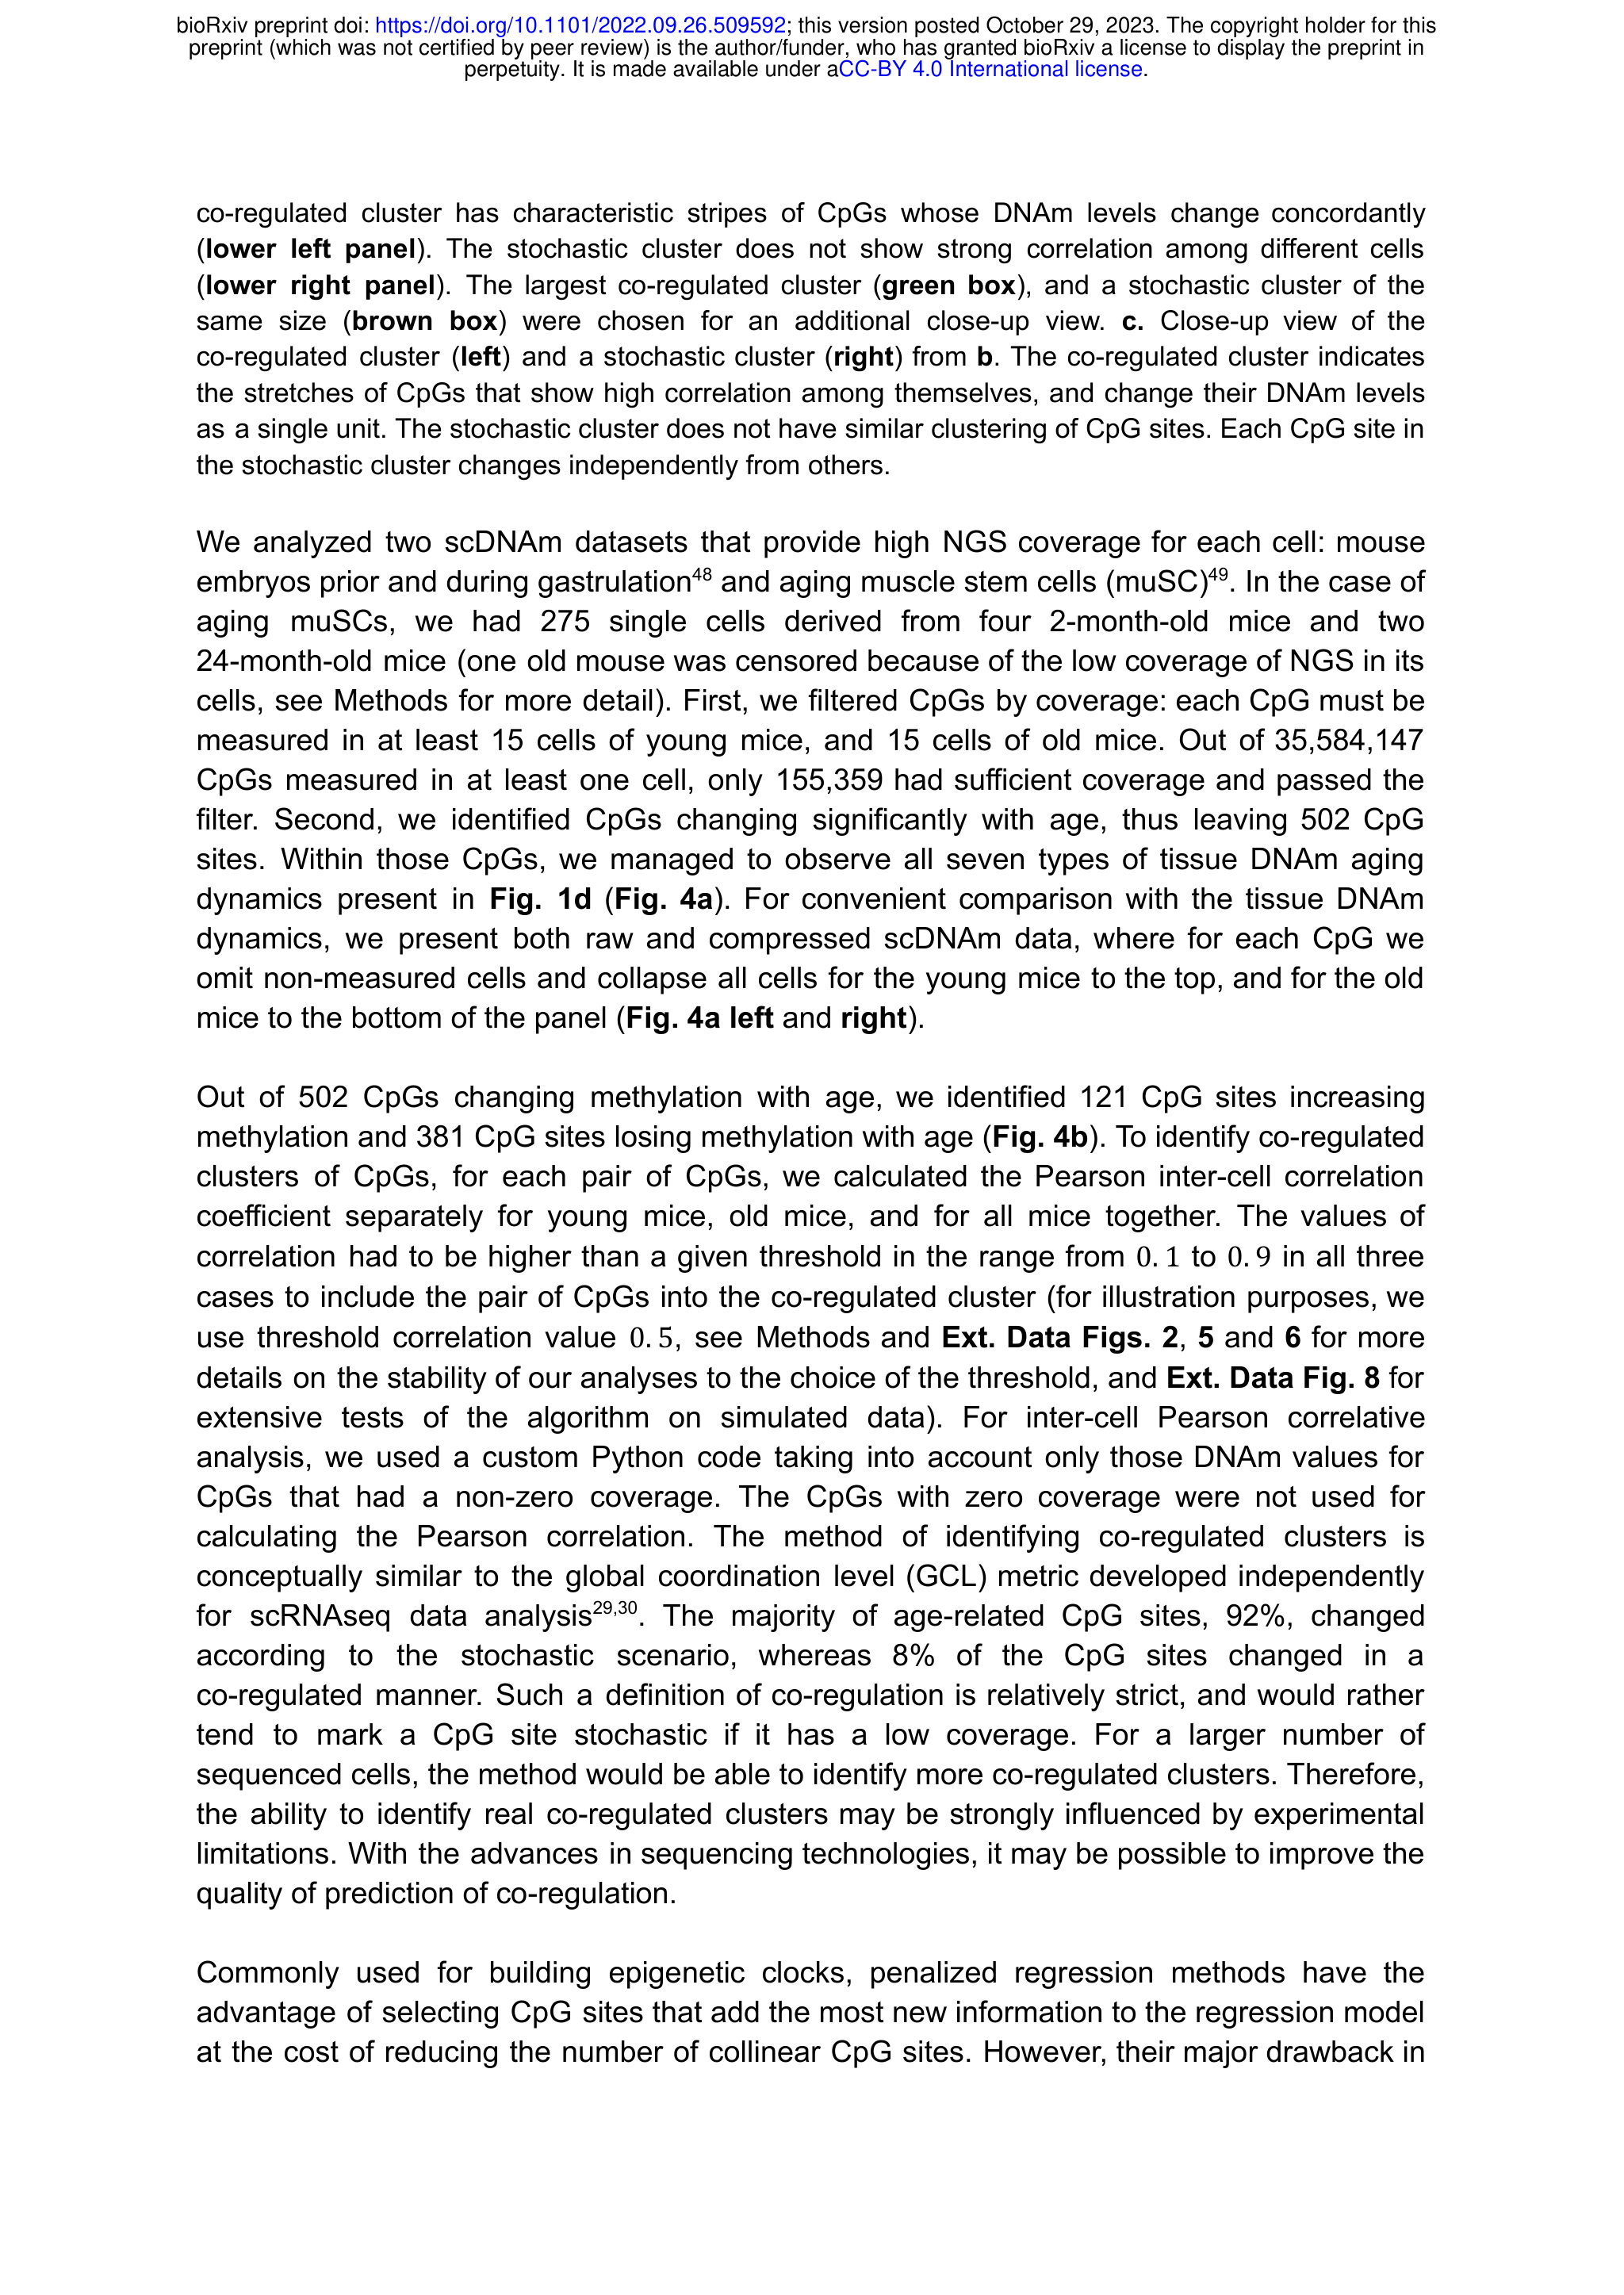 bioRxiv preprint doi: https://doi.org/10.1101/2022.09.26.509592; this version posted October 29, 2023. The copyright holder for this
preprint (which was not certified by peer review) is the author/funder, who has granted bioRxiv a license to display the preprint in
perpetuity. It is made available under aCC-BY 4.0 International license.
co-regulated cluster has characteristic stripes of CpGs whose DNAm levels change concordantly
(lower left panel). The stochastic cluster does not show strong correlation among different cells
(lower right panel). The largest co-regulated cluster (green box), and a stochastic cluster of the
same size (brown box) were chosen for an additional close-up view. c. Close-up view of the
co-regulated cluster (left) and a stochastic cluster (right) from b. The co-regulated cluster indicates
the stretches of CpGs that show high correlation among themselves, and change their DNAm levels
as a single unit. The stochastic cluster does not have similar clustering of CpG sites. Each CpG site in
the stochastic cluster changes independently from others.
We analyzed two scDNAm datasets that provide high NGS coverage for each cell: mouse
embryos prior and during gastrulation48 and aging muscle stem cells (muSC)49. In the case of
aging muSCs, we had 275 single cells derived from four 2-month-old mice and two
24-month-old mice (one old mouse was censored because of the low coverage of NGS in its
cells, see Methods for more detail). First, we filtered CpGs by coverage: each CpG must be
measured in at least 15 cells of young mice, and 15 cells of old mice. Out of 35,584,147
CpGs measured in at least one cell, only 155,359 had sufficient coverage and passed the
filter. Second, we identified CpGs changing significantly with age, thus leaving 502 CpG
sites. Within those CpGs, we managed to observe all seven types of tissue DNAm aging
dynamics present in Fig. 1d (Fig. 4a). For convenient comparison with the tissue DNAm
dynamics, we present both raw and compressed scDNAm data, where for each CpG we
omit non-measured cells and collapse all cells for the young mice to the top, and for the old
mice to the bottom of the panel (Fig. 4a left and right).
Out of 502 CpGs changing methylation with age, we identified 121 CpG sites increasing
methylation and 381 CpG sites losing methylation with age (Fig. 4b). To identify co-regulated
clusters of CpGs, for each pair of CpGs, we calculated the Pearson inter-cell correlation
coefficient separately for young mice, old mice, and for all mice together. The values of
correlation had to be higher than a given threshold in the range from 0. 1 to 0. 9 in all three
cases to include the pair of CpGs into the co-regulated cluster (for illustration purposes, we
use threshold correlation value 0. 5, see Methods and Ext. Data Figs. 2, 5 and 6 for more
details on the stability of our analyses to the choice of the threshold, and Ext. Data Fig. 8 for
extensive tests of the algorithm on simulated data). For inter-cell Pearson correlative
analysis, we used a custom Python code taking into account only those DNAm values for
CpGs that had a non-zero coverage. The CpGs with zero coverage were not used for
calculating the Pearson correlation. The method of identifying co-regulated clusters is
conceptually similar to the global coordination level (GCL) metric developed independently
for scRNAseq data analysis29,30. The majority of age-related CpG sites, 92%, changed
according to the stochastic scenario, whereas 8% of the CpG sites changed in a
co-regulated manner. Such a definition of co-regulation is relatively strict, and would rather
tend to mark a CpG site stochastic if it has a low coverage. For a larger number of
sequenced cells, the method would be able to identify more co-regulated clusters. Therefore,
the ability to identify real co-regulated clusters may be strongly influenced by experimental
limitations. With the advances in sequencing technologies, it may be possible to improve the
quality of prediction of co-regulation.
Commonly used for building epigenetic clocks, penalized regression methods have the
advantage of selecting CpG sites that add the most new information to the regression model
at the cost of reducing the number of collinear CpG sites. However, their major drawback in